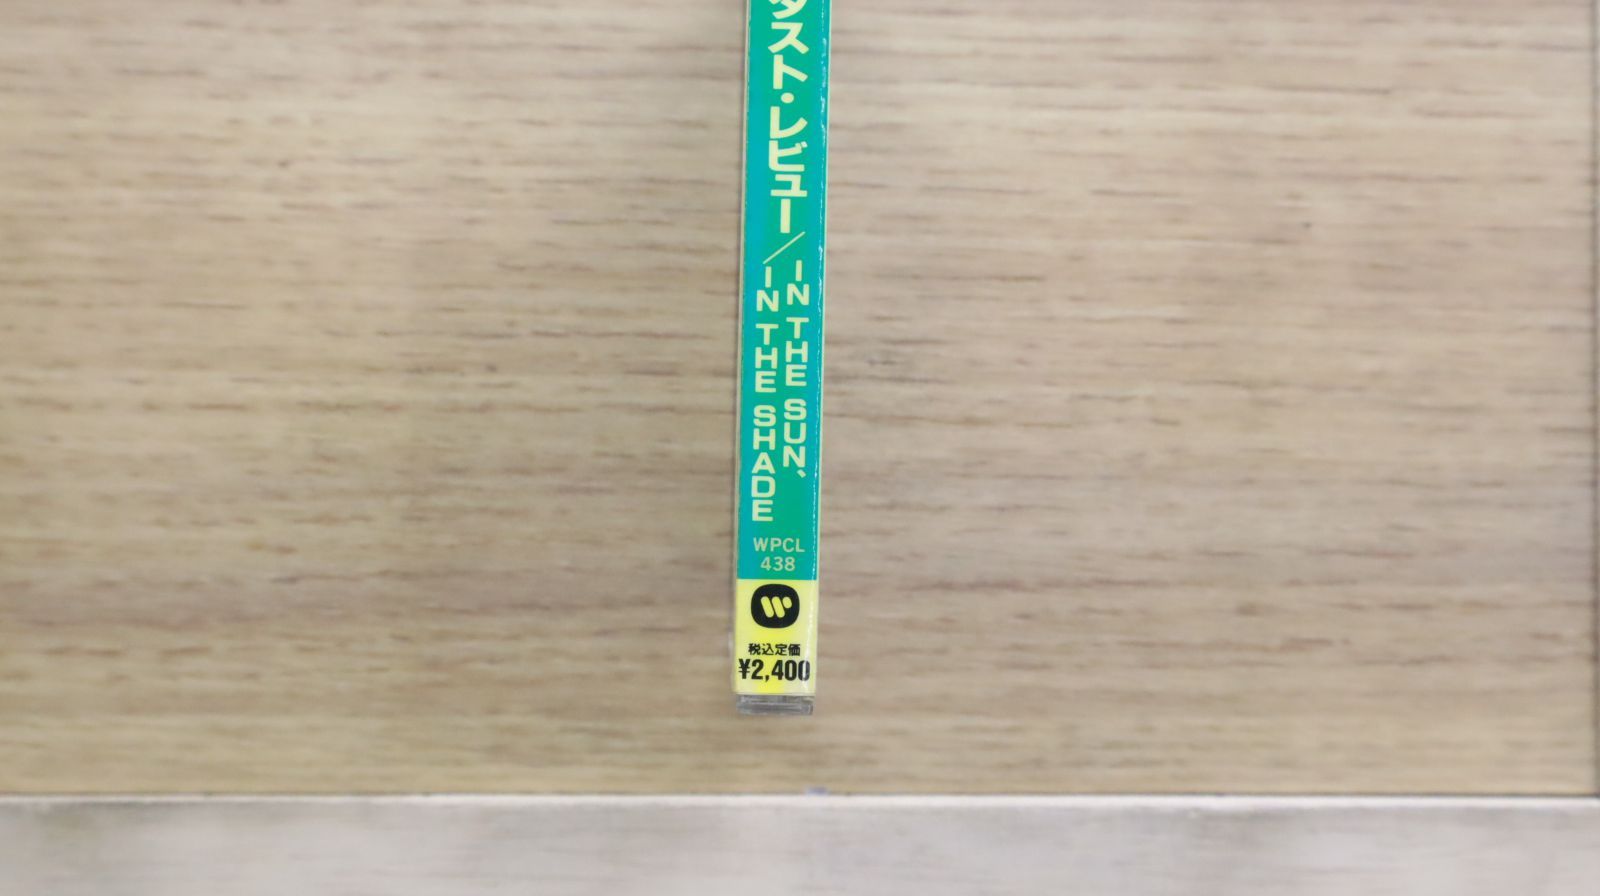 タスト・レビュー／IN THE SUN,
IN THE SHADE
WPCL
438
税込定価
¥2,400